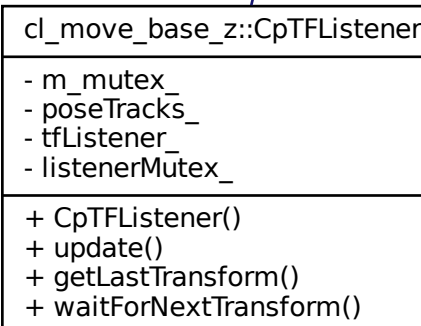 cl_move_base_z::CpTFListener
- m_mutex_
- poseTracks_
- tfListener_
- listenerMutex_
+ CpTFListener()
+ update()
+ getLastTransform()
+ waitForNextTransform()